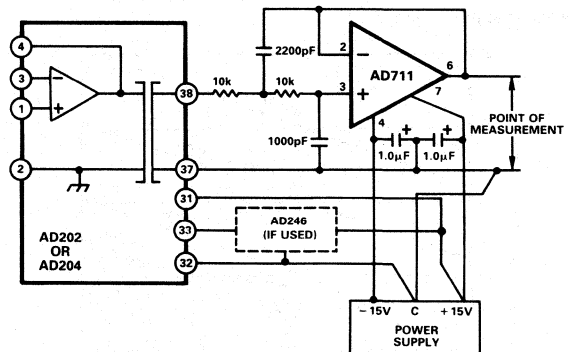 4
3
1
2
38
37
31
33
32
AD202
OR
AD204
10k
10k
2200pF
1000pF
2
3
−
+
AD711
6
7
4
−
+
+
+
1.0µF
1.0µF
POINT OF
MEASUREMENT
AD246
(IF USED)
− 15V
C
+ 15V
POWER
SUPPLY